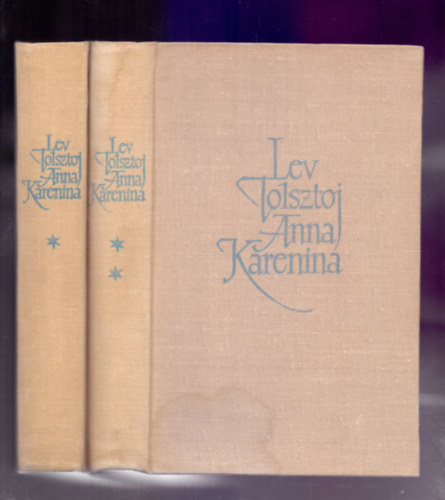 Lev
Tolsztoj
Anna
Karenina
*
Lev
Tolsztoj
Anna
Karenina
*
*
Lev
Tolsztoj
Anna
Karenina